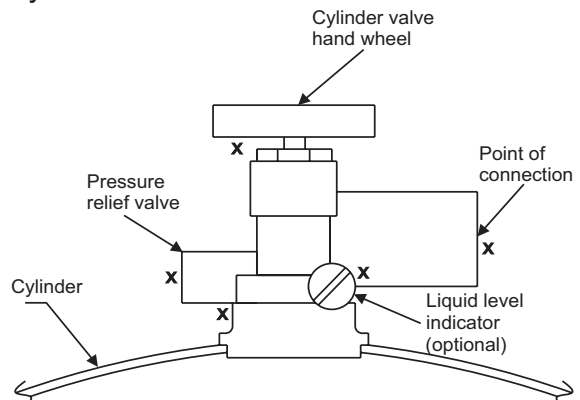 Cylinder valve
hand wheel
x
Point of
connection
Pressure
relief valve
x
x
x
Cylinder
x
Liquid level
indicator
(optional)